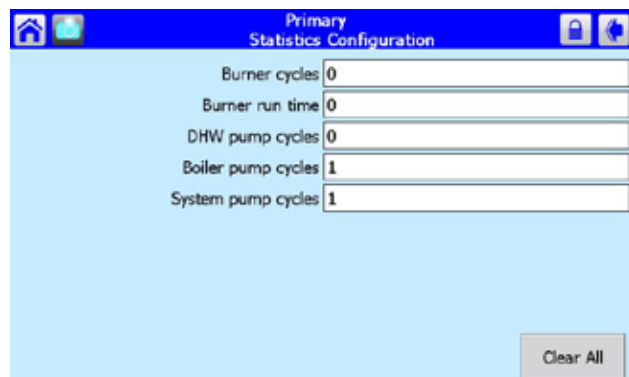 Primary
Statistics Configuration
Burner cycles 0
Burner run time 0
DHW pump cycles 0
Boiler pump cycles 1
System pump cycles 1
Clear All